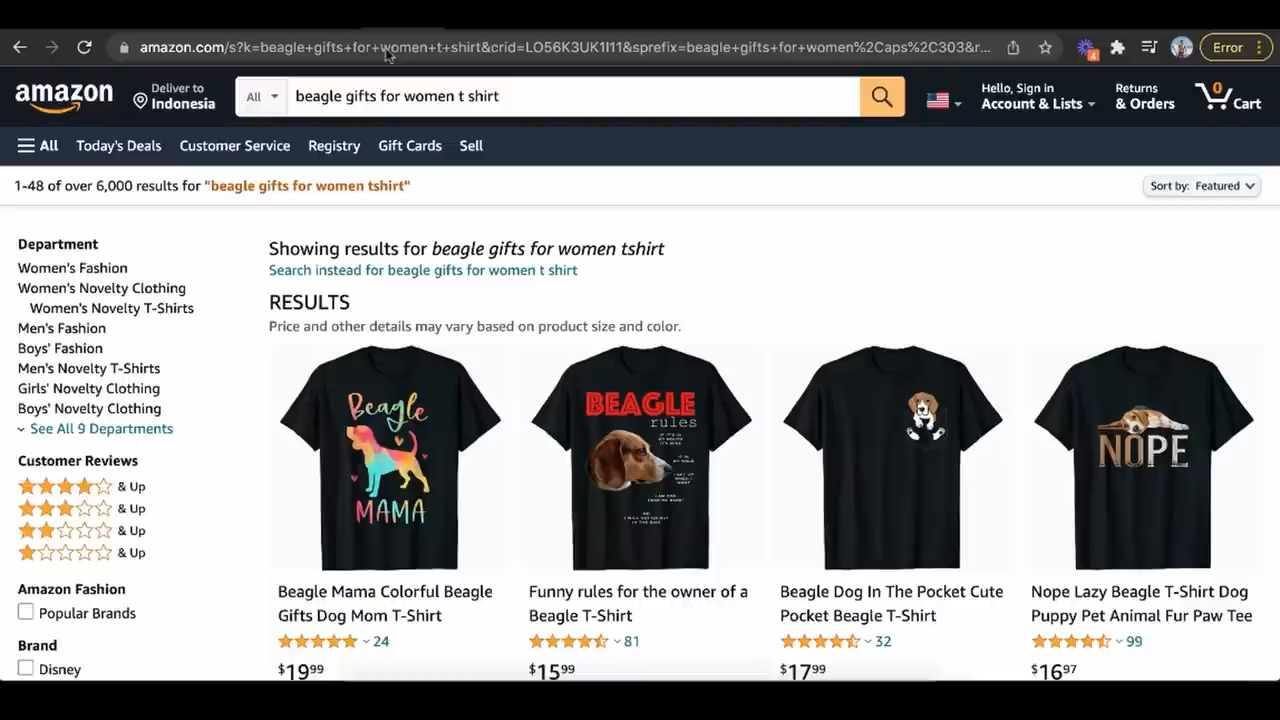 amazon.com/s?k=beagle+gifts+for+women+t+shirt&crid=LO56K3UK1I11&sprefix=beagle+gifts+for+women%2Caps%2C303&r...
4
Error
amazon
Deliver to
Indonesia
All
beagle gifts for women t shirt
Hello, Sign in
Account & Lists
Returns
& Orders
0
Cart
All
Today's Deals
Customer Service
Registry
Gift Cards
Sell
1-48 of over 6,000 results for "beagle gifts for women tshirt"
Sort by: Featured
Department
Women's Fashion
Women's Novelty Clothing
Women's Novelty T-Shirts
Men's Fashion
Boys' Fashion
Men's Novelty T-Shirts
Girls' Novelty Clothing
Boys' Novelty Clothing
See All 9 Departments
Customer Reviews
& Up
& Up
& Up
& Up
Amazon Fashion
Popular Brands
Brand
Disney
Showing results for beagle gifts for women tshirt
Search instead for beagle gifts for women t shirt
RESULTS
Price and other details may vary based on product size and color.
Beagle
MAMA
BEAGLE
rules
NOPE
Beagle Mama Colorful Beagle
Gifts Dog Mom T-Shirt
24
$19.99
Funny rules for the owner of a
Beagle T-Shirt
81
$15.99
Beagle Dog In The Pocket Cute
Pocket Beagle T-Shirt
32
$17.99
Nope Lazy Beagle T-Shirt Dog
Puppy Pet Animal Fur Paw Tee
99
$16.97